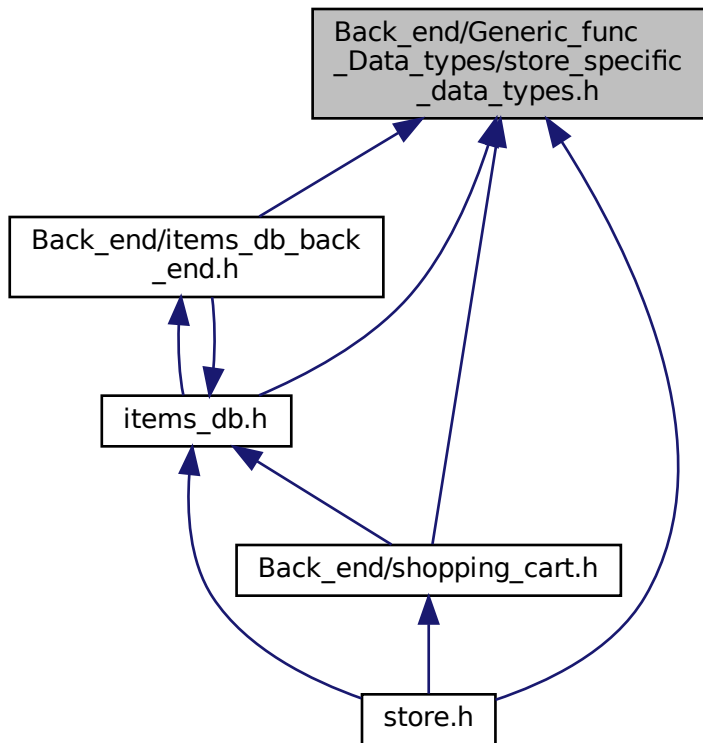 Back_end/Generic_func
_Data_types/store_specific
_data_types.h
Back_end/items_db_back
_end.h
items_db.h
Back_end/shopping_cart.h
store.h